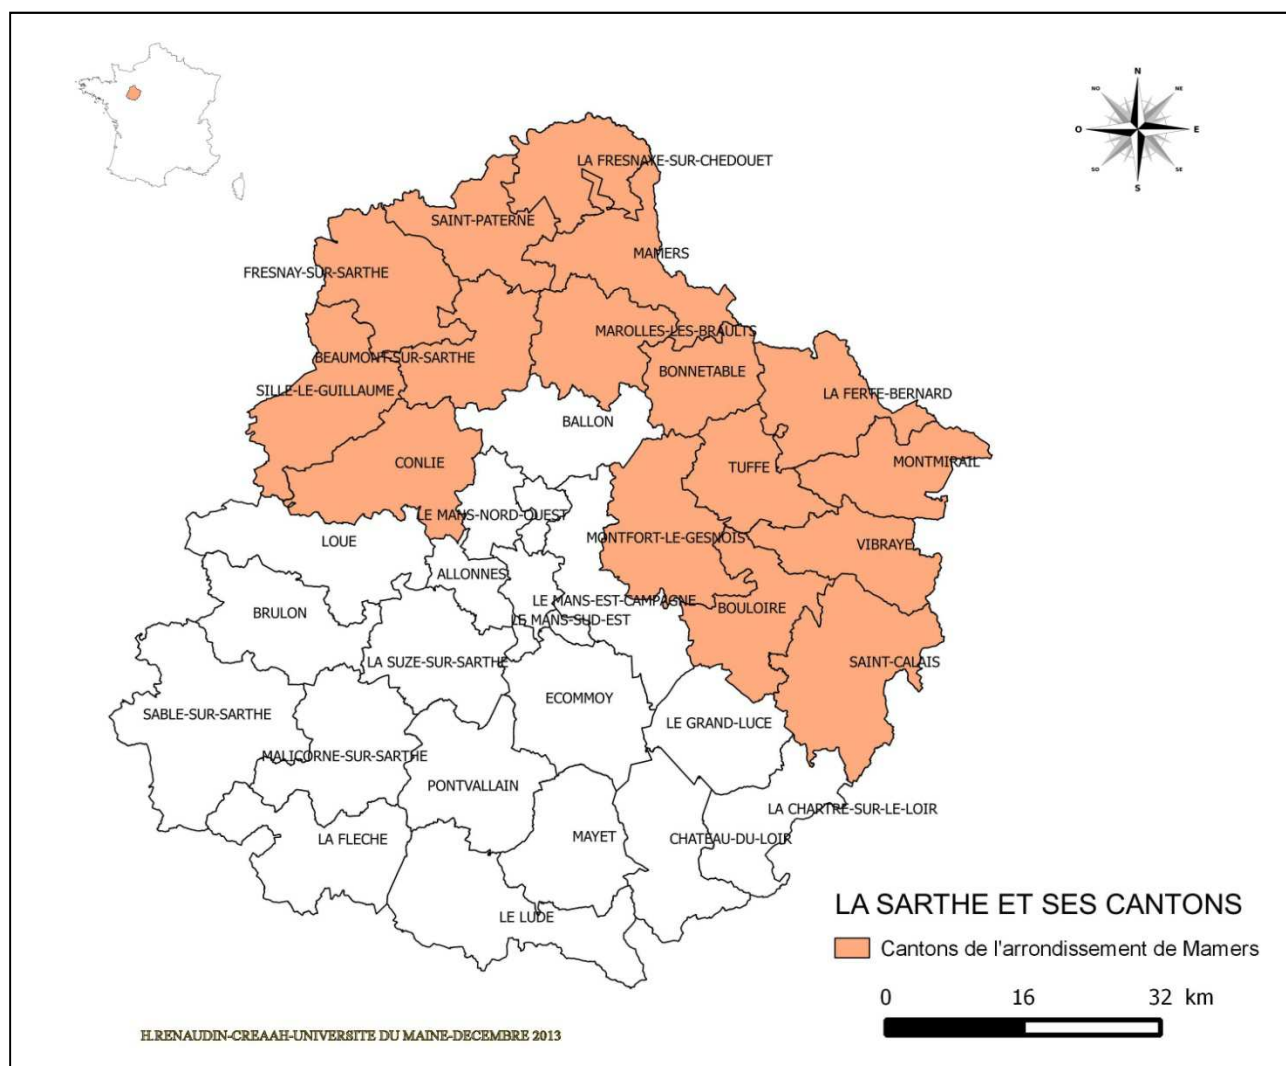 N
NO
NE
O
E
SO
SE
S
LA FRESNAYE-SUR-CHEDOUET
SAINT-PATERNE
MAMERS
FRESNAY-SUR-SARTHE
MAROLLES-LES-BRAULTS
BEAUMONT-SUR-SARTHE
BONNETABLE
SILLE-LE-GUILLAUME
LA FERTE-BERNARD
BALLON
CONLIE
TUFFE
MONTMIRAIL
LE MANS-NORD-OUEST
LOUE
MONTFORT-LE-GESNOIS
VIBRAYE
ALLONNES
LE MANS-EST-CAMPAGNE
BOULOIRE
BRULON
LE MANS-SUD-EST
LA SUZE-SUR-SARTHE
SAINT-CALAIS
ECOMMOY
SABLE-SUR-SARTHE
LE GRAND-LUCE
MALICORNE-SUR-SARTHE
PONTVALLAIN
LA CHARTRE-SUR-LE-LOIR
LA FLECHE
MAYET
CHATEAU-DU-LOIR
LE LUDE
LA SARTHE ET SES CANTONS
Cantons de l'arrondissement de Mamers
0 16 32 km
H.RENAUDIN-CREAAH-UNIVERSITE DU MAINE-DECEMBRE 2013